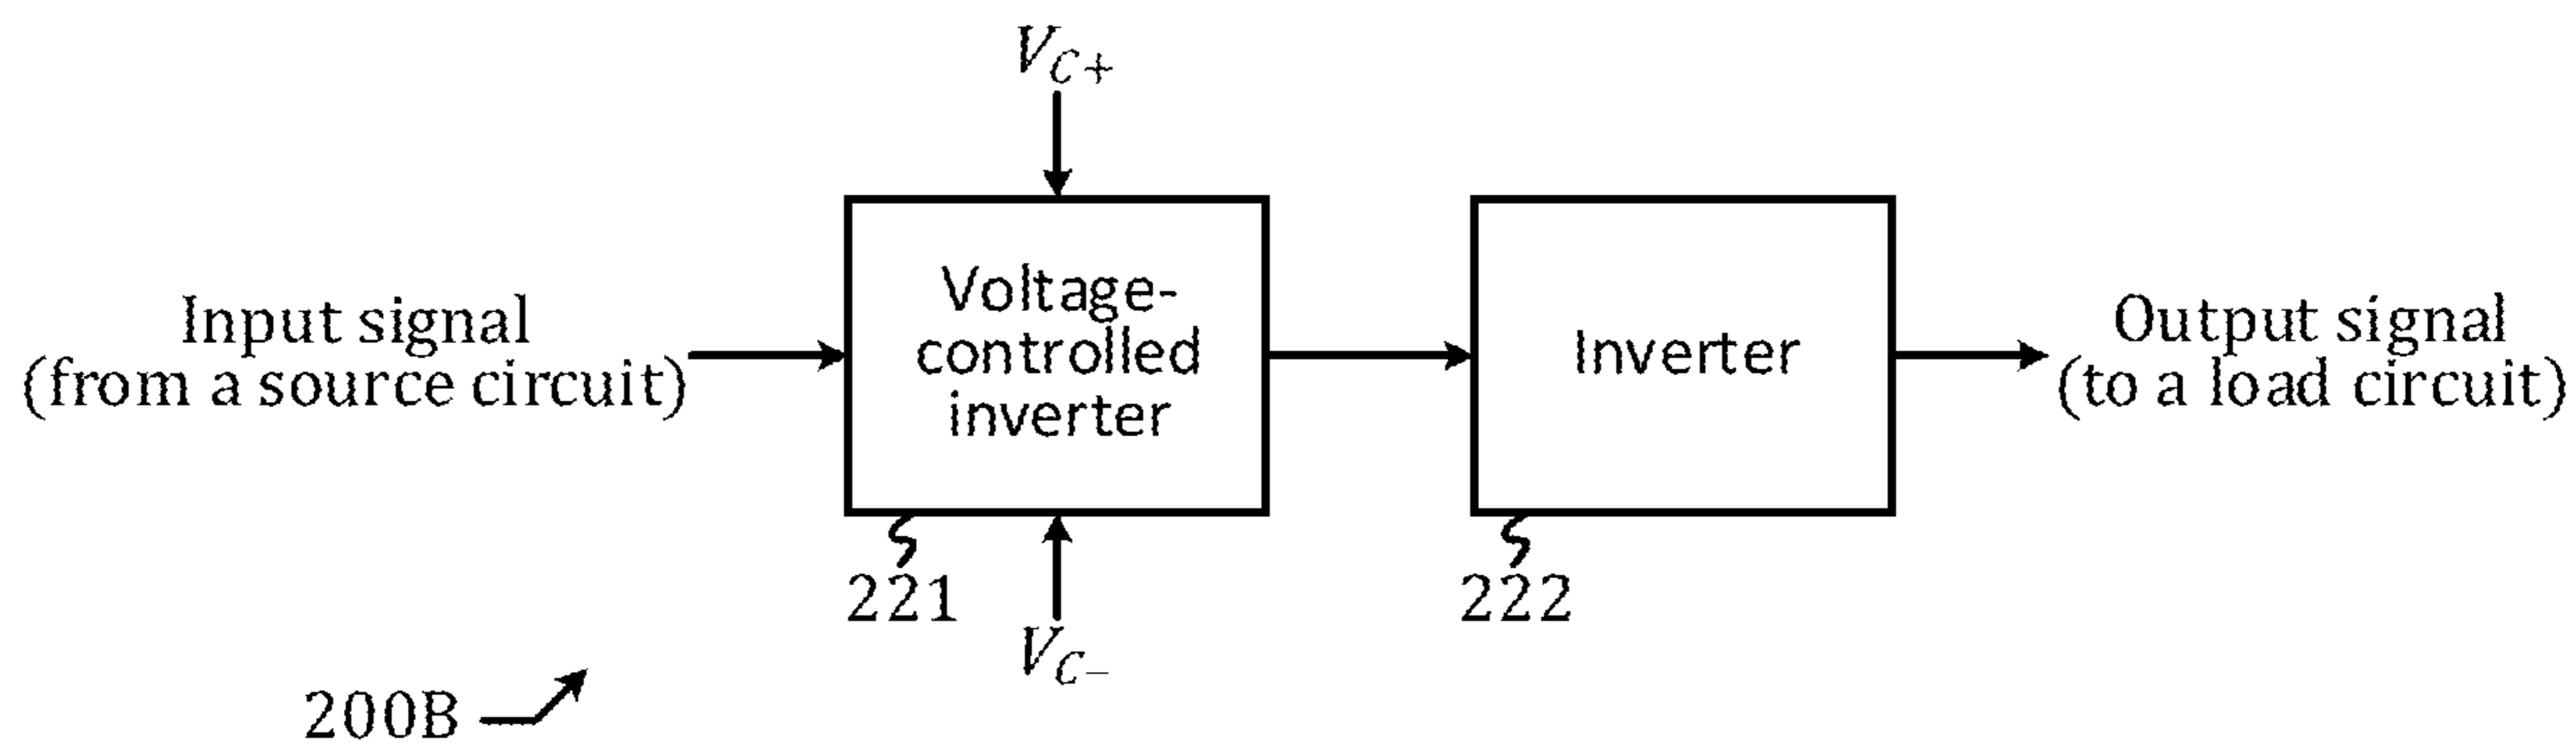 V_{C+}
Input signal
(from a source circuit)
Voltage-
controlled
inverter
Inverter
Output signal
(to a load circuit)
221
222
V_{C−}
200B